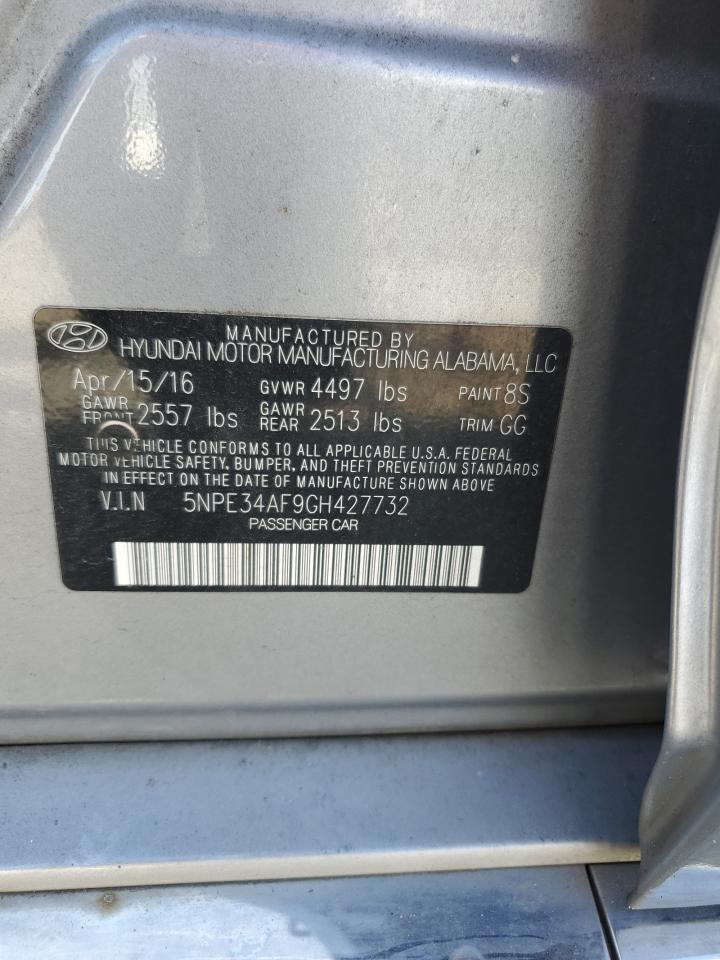 MANUFACTURED BY
HYUNDAI MOTOR MANUFACTURING ALABAMA, LLC
Apr/15/16 GVWR 4497 lbs PAINT 8S
GAWR FRONT 2557 lbs GAWR REAR 2513 lbs TRIM GG
THIS VEHICLE CONFORMS TO ALL APPLICABLE U.S.A. FEDERAL
MOTOR VEHICLE SAFETY, BUMPER, AND THEFT PREVENTION STANDARDS
IN EFFECT ON THE DATE OF MANUFACTURE SHOWN ABOVE
V.I.N 5NPE34AF9GH427732
PASSENGER CAR